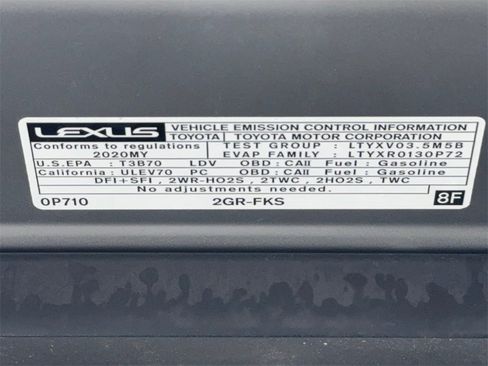 LEXUS VEHICLE EMISSION CONTROL INFORMATION
TOYOTA TOYOTA MOTOR CORPORATION
Conforms to regulations TEST GROUP : LTYXV03.5M5B
2020MY EVAP FAMILY : LTYXR0130P72
U.S.EPA : T3B70 LDV OBD: CAII Fuel : Gasoline
California : ULEV70 PC OBD: CAII Fuel : Gasoline
DFI+SFI , 2WR-HO2S , 2TWC , 2HO2S , TWC
No adjustments needed.
0P710 2GR-FKS 8F